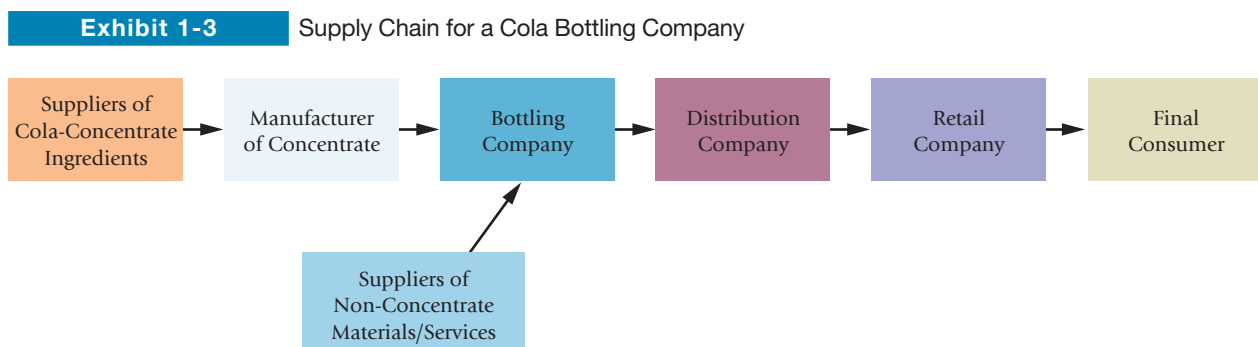 Exhibit 1-3 Supply Chain for a Cola Bottling Company
Suppliers of
Cola-Concentrate
Ingredients
Manufacturer
of Concentrate
Bottling
Company
Distribution
Company
Retail
Company
Final
Consumer
Suppliers of
Non-Concentrate
Materials/Services